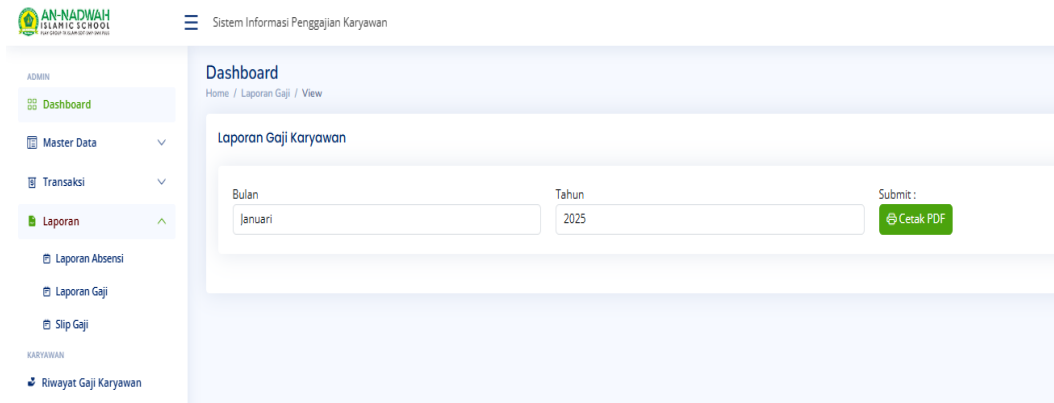 AN-NADWAH
ISLAMIC SCHOOL
Sistem Informasi Penggajian Karyawan
ADMIN
Dashboard
Master Data
Transaksi
Laporan
Laporan Absensi
Laporan Gaji
Slip Gaji
KARYAWAN
Riwayat Gaji Karyawan
Dashboard
Home / Laporan Gaji / View
Laporan Gaji Karyawan
Bulan
Januari
Tahun
2025
Submit :
Cetak PDF